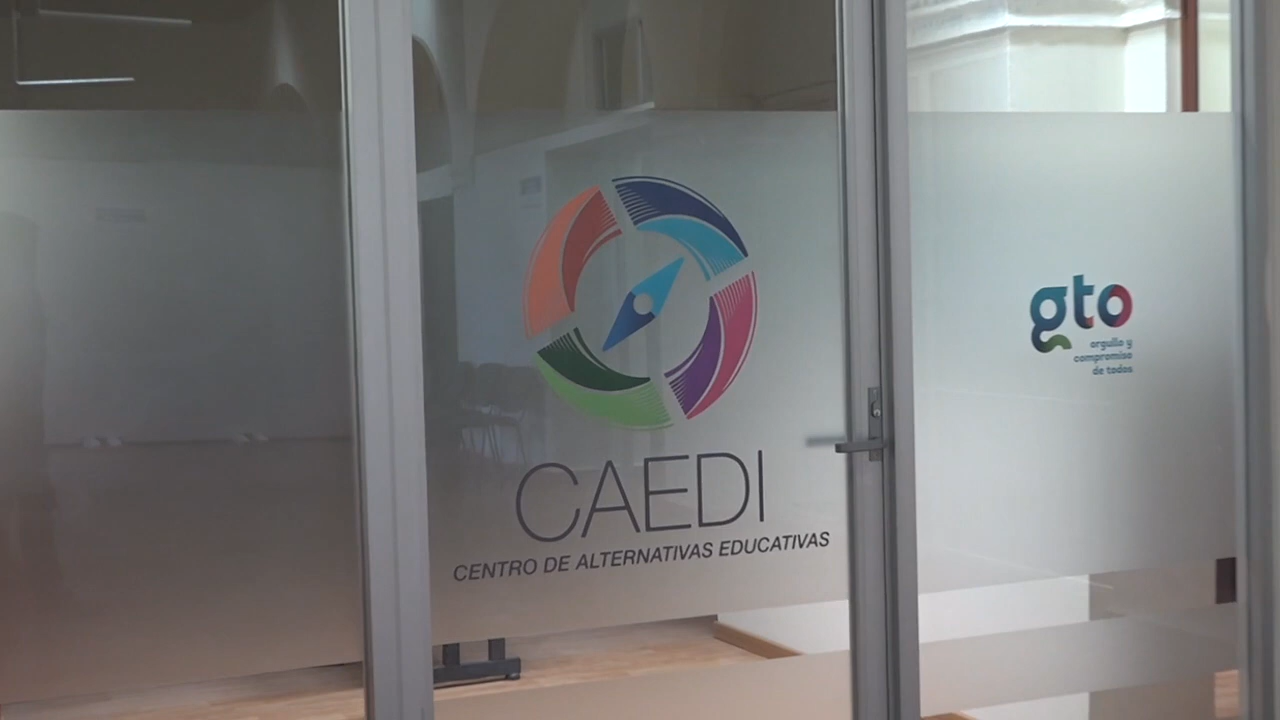 CAEDI
CENTRO DE ALTERNATIVAS EDUCATIVAS
gto
orgullo y
compromiso
de todos